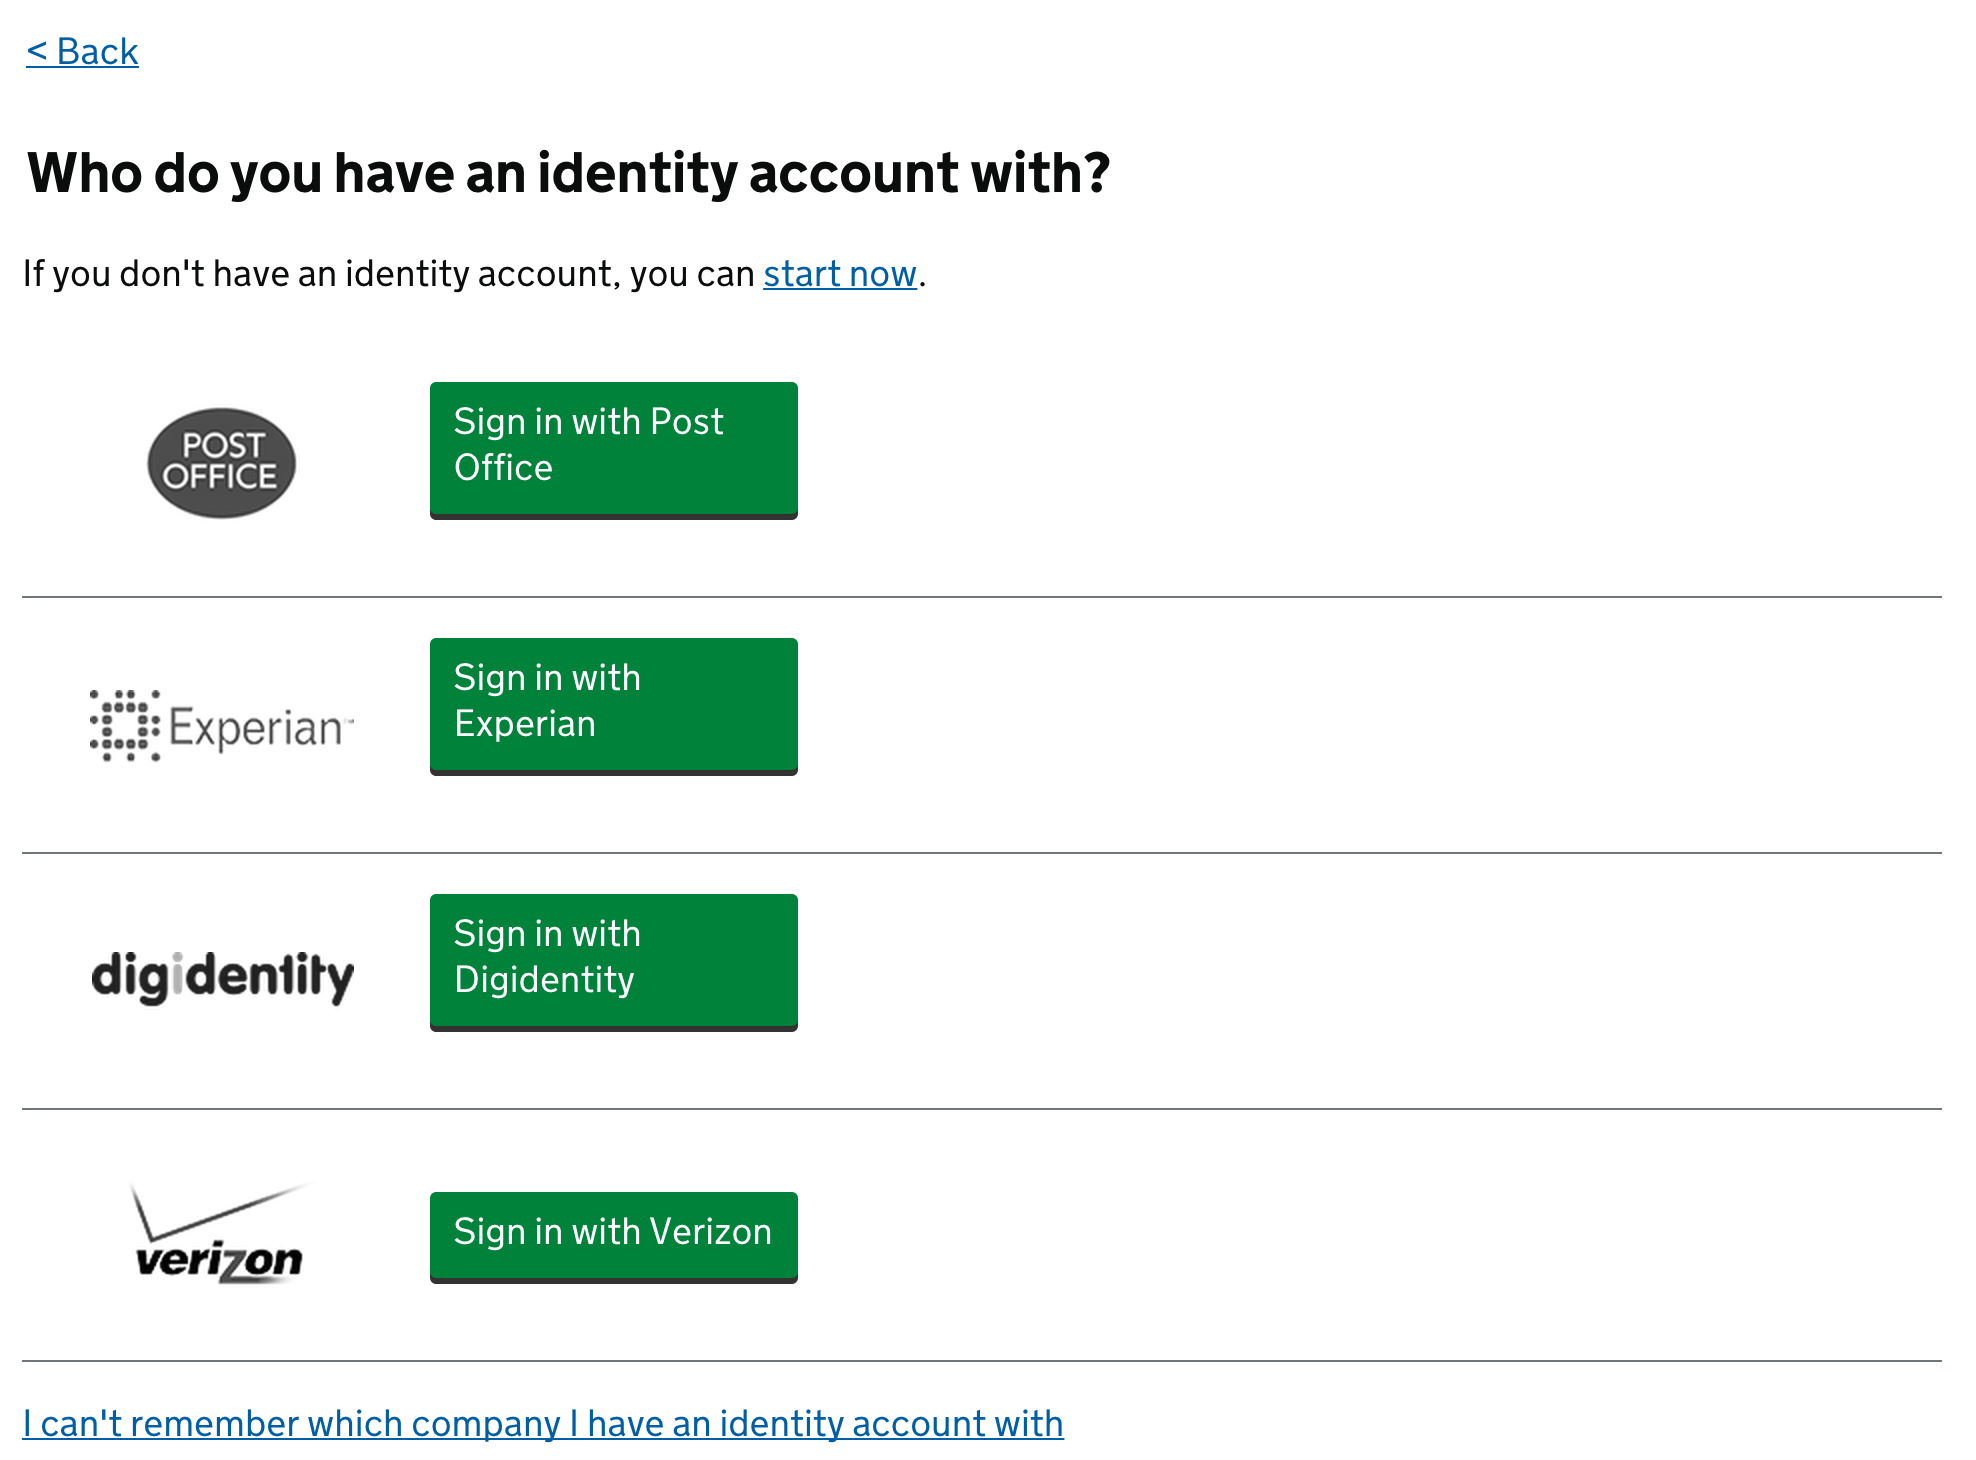 < Back
Who do you have an identity account with?
If you don't have an identity account, you can start now.
POST
OFFICE
Sign in with Post
Office
Experian™
Sign in with
Experian
digidentity
Sign in with
Digidentity
verizon
Sign in with Verizon
I can't remember which company I have an identity account with